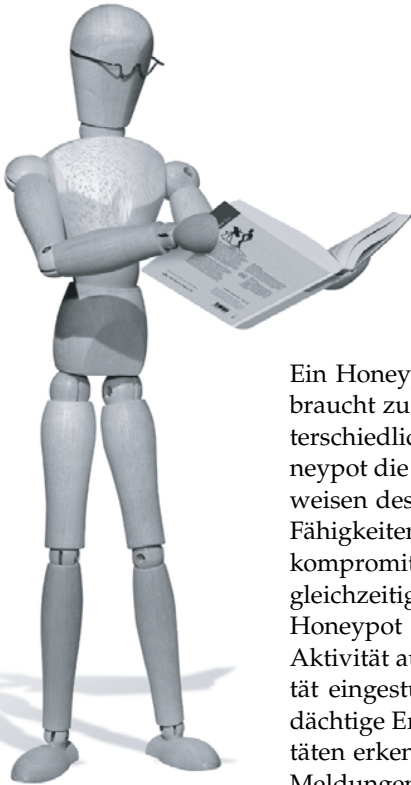 Ein Honey
braucht zu
terschiedlic
neypot die
weisen des
Fähigkeiten
kompromit
gleichzeitig
Honeypot
Aktivität au
tät eingestu
dächtige Er
täten erken
Meldungen